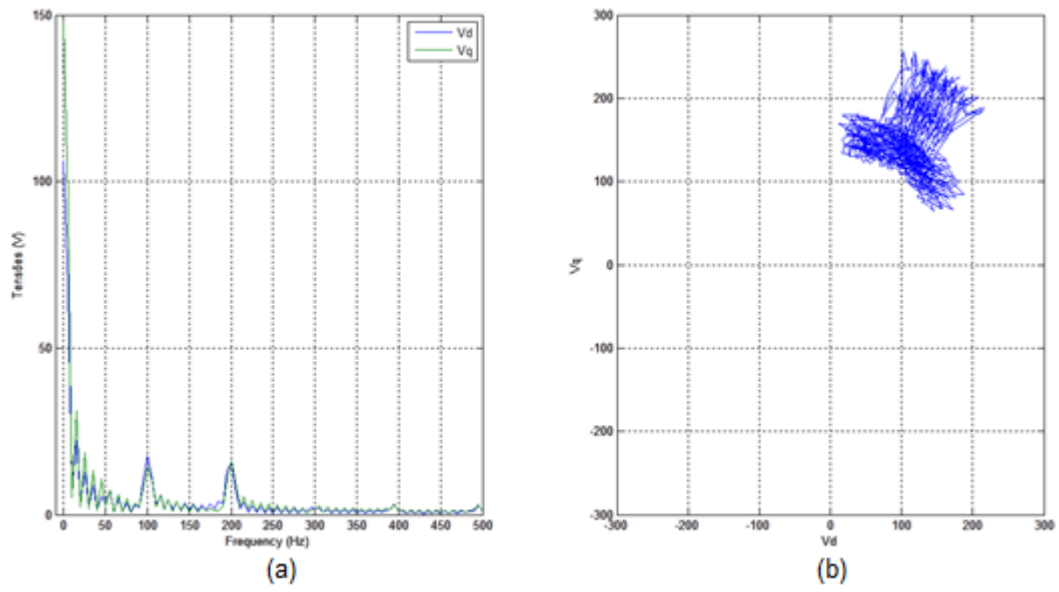 150
100
50
0
Tensões (V)
0 50 100 150 200 250 300 350 400 450 500
Frequency (Hz)
Vd
Vq
(a)
300
200
100
0
-100
-200
-300
Vq
-300 -200 -100 0 100 200 300
Vd
(b)